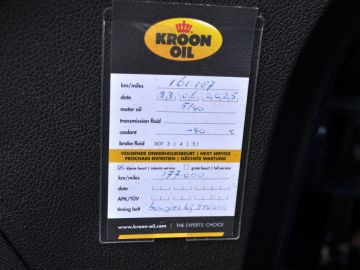 KROON
OIL
km/miles 161.187
date 23 06 2025
motor oil 5/40
transmission fluid
coolant -40 °C
brake fluid DOT 3 | 4 | 5.1
VOLGENDE ONDERHOUDSBEURT | NEXT SERVICE
PROCHAIN ENTRETIEN | NÄCHSTE WARTUNG
kleine beurt | interim service grote beurt | full service
km/miles 177.000
date
APK/TÜV
timing belt
www.kroon-oil.com | THE EXPERTS' CHOICE